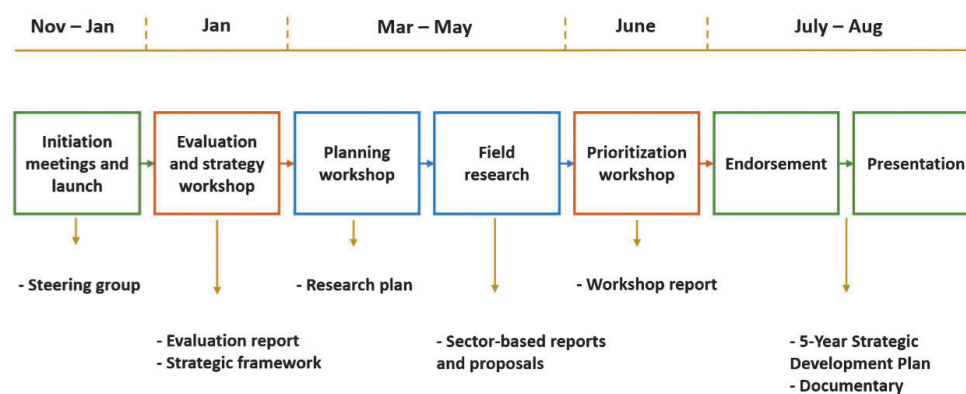 Nov – Jan
Jan
Mar – May
June
July – Aug
Initiation
meetings and
launch
Evaluation
and strategy
workshop
Planning
workshop
Field
research
Prioritization
workshop
Endorsement
Presentation
- Steering group
- Evaluation report
- Strategic framework
- Research plan
- Sector-based reports
and proposals
- Workshop report
- 5-Year Strategic
Development Plan
- Documentary